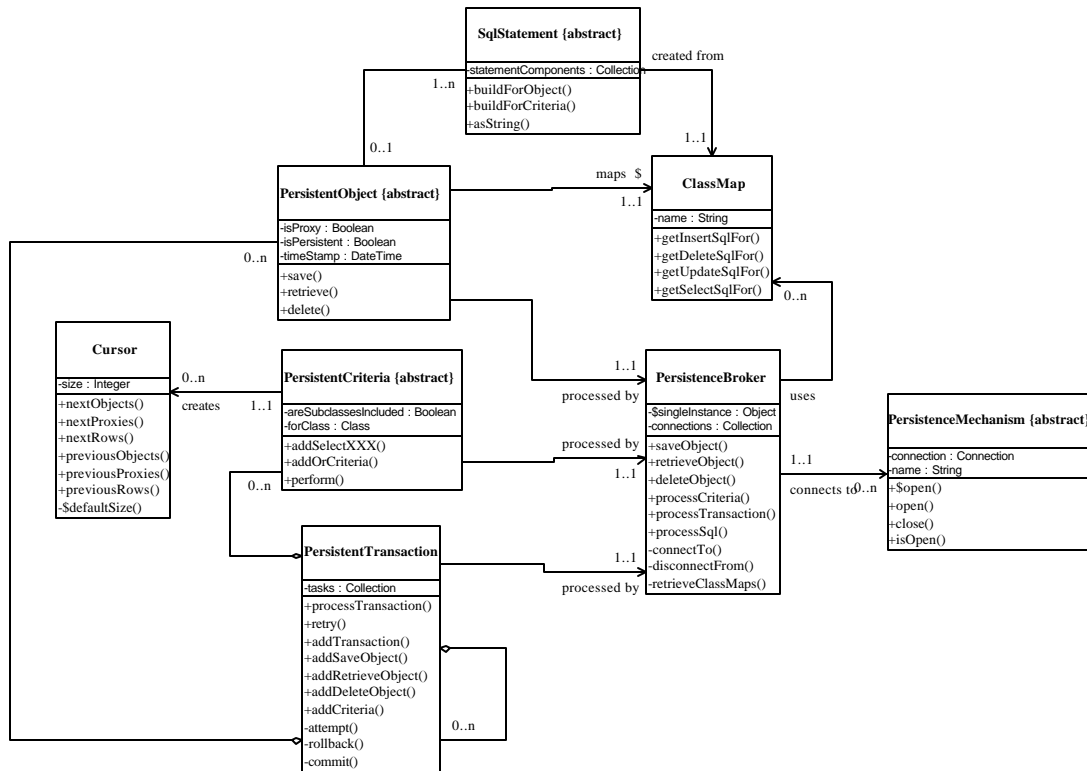 SqlStatement {abstract}
-statementComponents : Collection
+buildForObject()
+buildForCriteria()
+asString()
created from
1..n
0..1
1..1
PersistentObject {abstract}
-isProxy : Boolean
-isPersistent : Boolean
-timeStamp : DateTime
+save()
+retrieve()
+delete()
maps $
1..1
ClassMap
-name : String
+getInsertSqlFor()
+getDeleteSqlFor()
+getUpdateSqlFor()
+getSelectSqlFor()
0..n
0..n
Cursor
-size : Integer
+nextObjects()
+nextProxies()
+nextRows()
+previousObjects()
+previousProxies()
+previousRows()
-$defaultSize()
0..n
creates
1..1
PersistentCriteria {abstract}
-areSubclassesIncluded : Boolean
-forClass : Class
+addSelectXXX()
+addOrCriteria()
+perform()
0..n
1..1
processed by
processed by
1..1
PersistenceBroker
-$singleInstance : Object
-connections : Collection
+saveObject()
+retrieveObject()
+deleteObject()
+processCriteria()
+processTransaction()
+processSql()
-connectTo()
-disconnectFrom()
-retrieveClassMaps()
uses
1..1
connects to
0..n
PersistenceMechanism {abstract}
-connection : Connection
-name : String
+$open()
+open()
+close()
+isOpen()
PersistentTransaction
-tasks : Collection
+processTransaction()
+retry()
+addTransaction()
+addSaveObject()
+addRetrieveObject()
+addDeleteObject()
+addCriteria()
-attempt()
-rollback()
-commit()
1..1
processed by
0..n